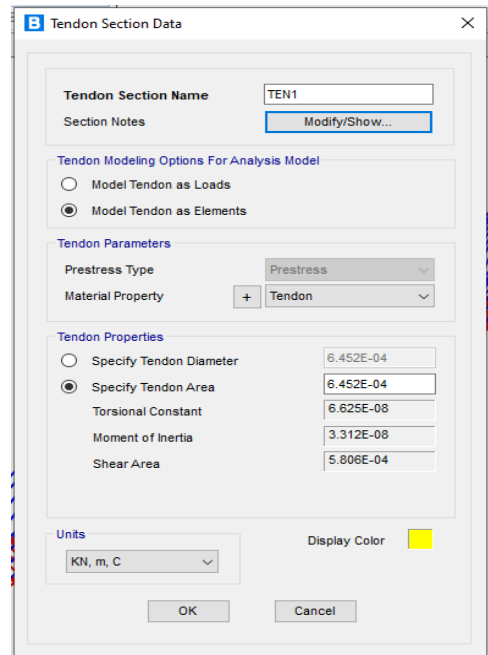 B Tendon Section Data
Tendon Section Name TEN1
Section Notes Modify/Show...
Tendon Modeling Options For Analysis Model
Model Tendon as Loads
Model Tendon as Elements
Tendon Parameters
Prestress Type Prestress
Material Property + Tendon
Tendon Properties
Specify Tendon Diameter 6.452E-04
Specify Tendon Area 6.452E-04
Torsional Constant 6.625E-08
Moment of Inertia 3.312E-08
Shear Area 5.806E-04
Units
KN, m, C
Display Color
OK Cancel